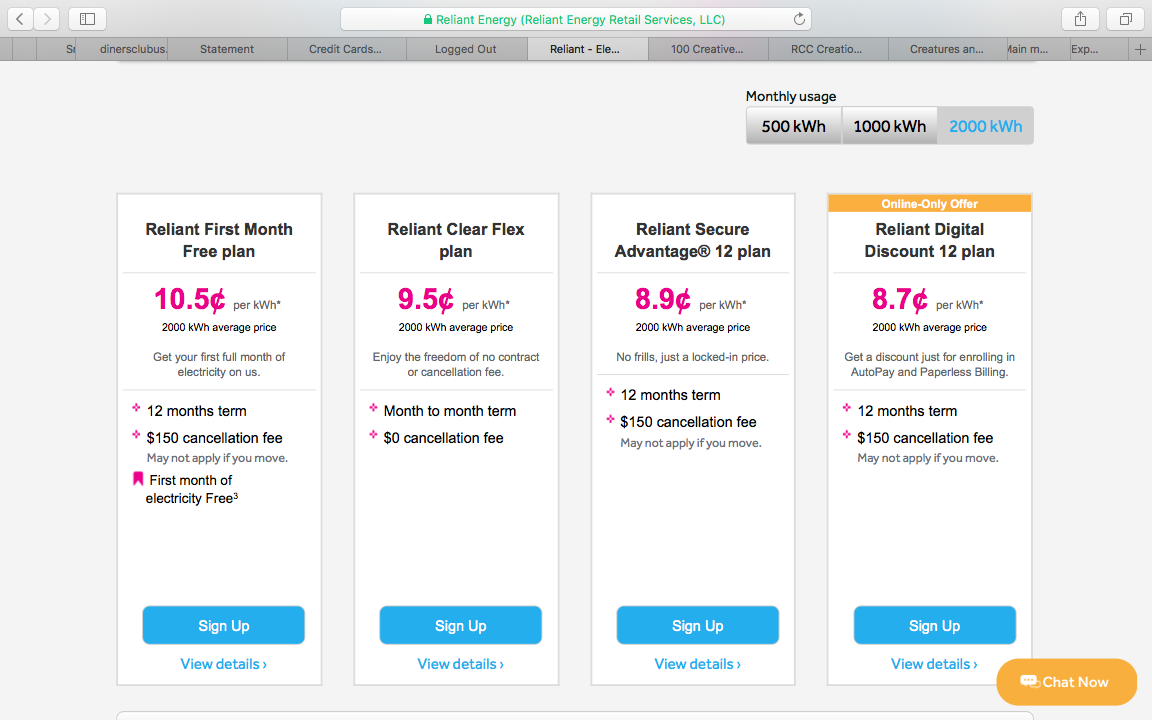 Reliant Energy (Reliant Energy Retail Services, LLC)
dinersclubus.
Statement
Credit Cards...
Logged Out
Reliant - Ele...
100 Creative...
RCC Creatio...
Creatures an...
Main m...
Exp...
Monthly usage
500 kWh
1000 kWh
2000 kWh
Reliant First Month
Free plan
10.5¢ per kWh*
2000 kWh average price
Get your first full month of
electricity on us.
12 months term
$150 cancellation fee
May not apply if you move.
First month of
electricity Free³
Sign Up
View details ›
Reliant Clear Flex
plan
9.5¢ per kWh*
2000 kWh average price
Enjoy the freedom of no contract
or cancellation fee.
Month to month term
$0 cancellation fee
Sign Up
View details ›
Reliant Secure
Advantage® 12 plan
8.9¢ per kWh*
2000 kWh average price
No frills, just a locked-in price.
12 months term
$150 cancellation fee
May not apply if you move.
Sign Up
View details ›
Online-Only Offer
Reliant Digital
Discount 12 plan
8.7¢ per kWh*
2000 kWh average price
Get a discount just for enrolling in
AutoPay and Paperless Billing.
12 months term
$150 cancellation fee
May not apply if you move.
Sign Up
View details ›
Chat Now